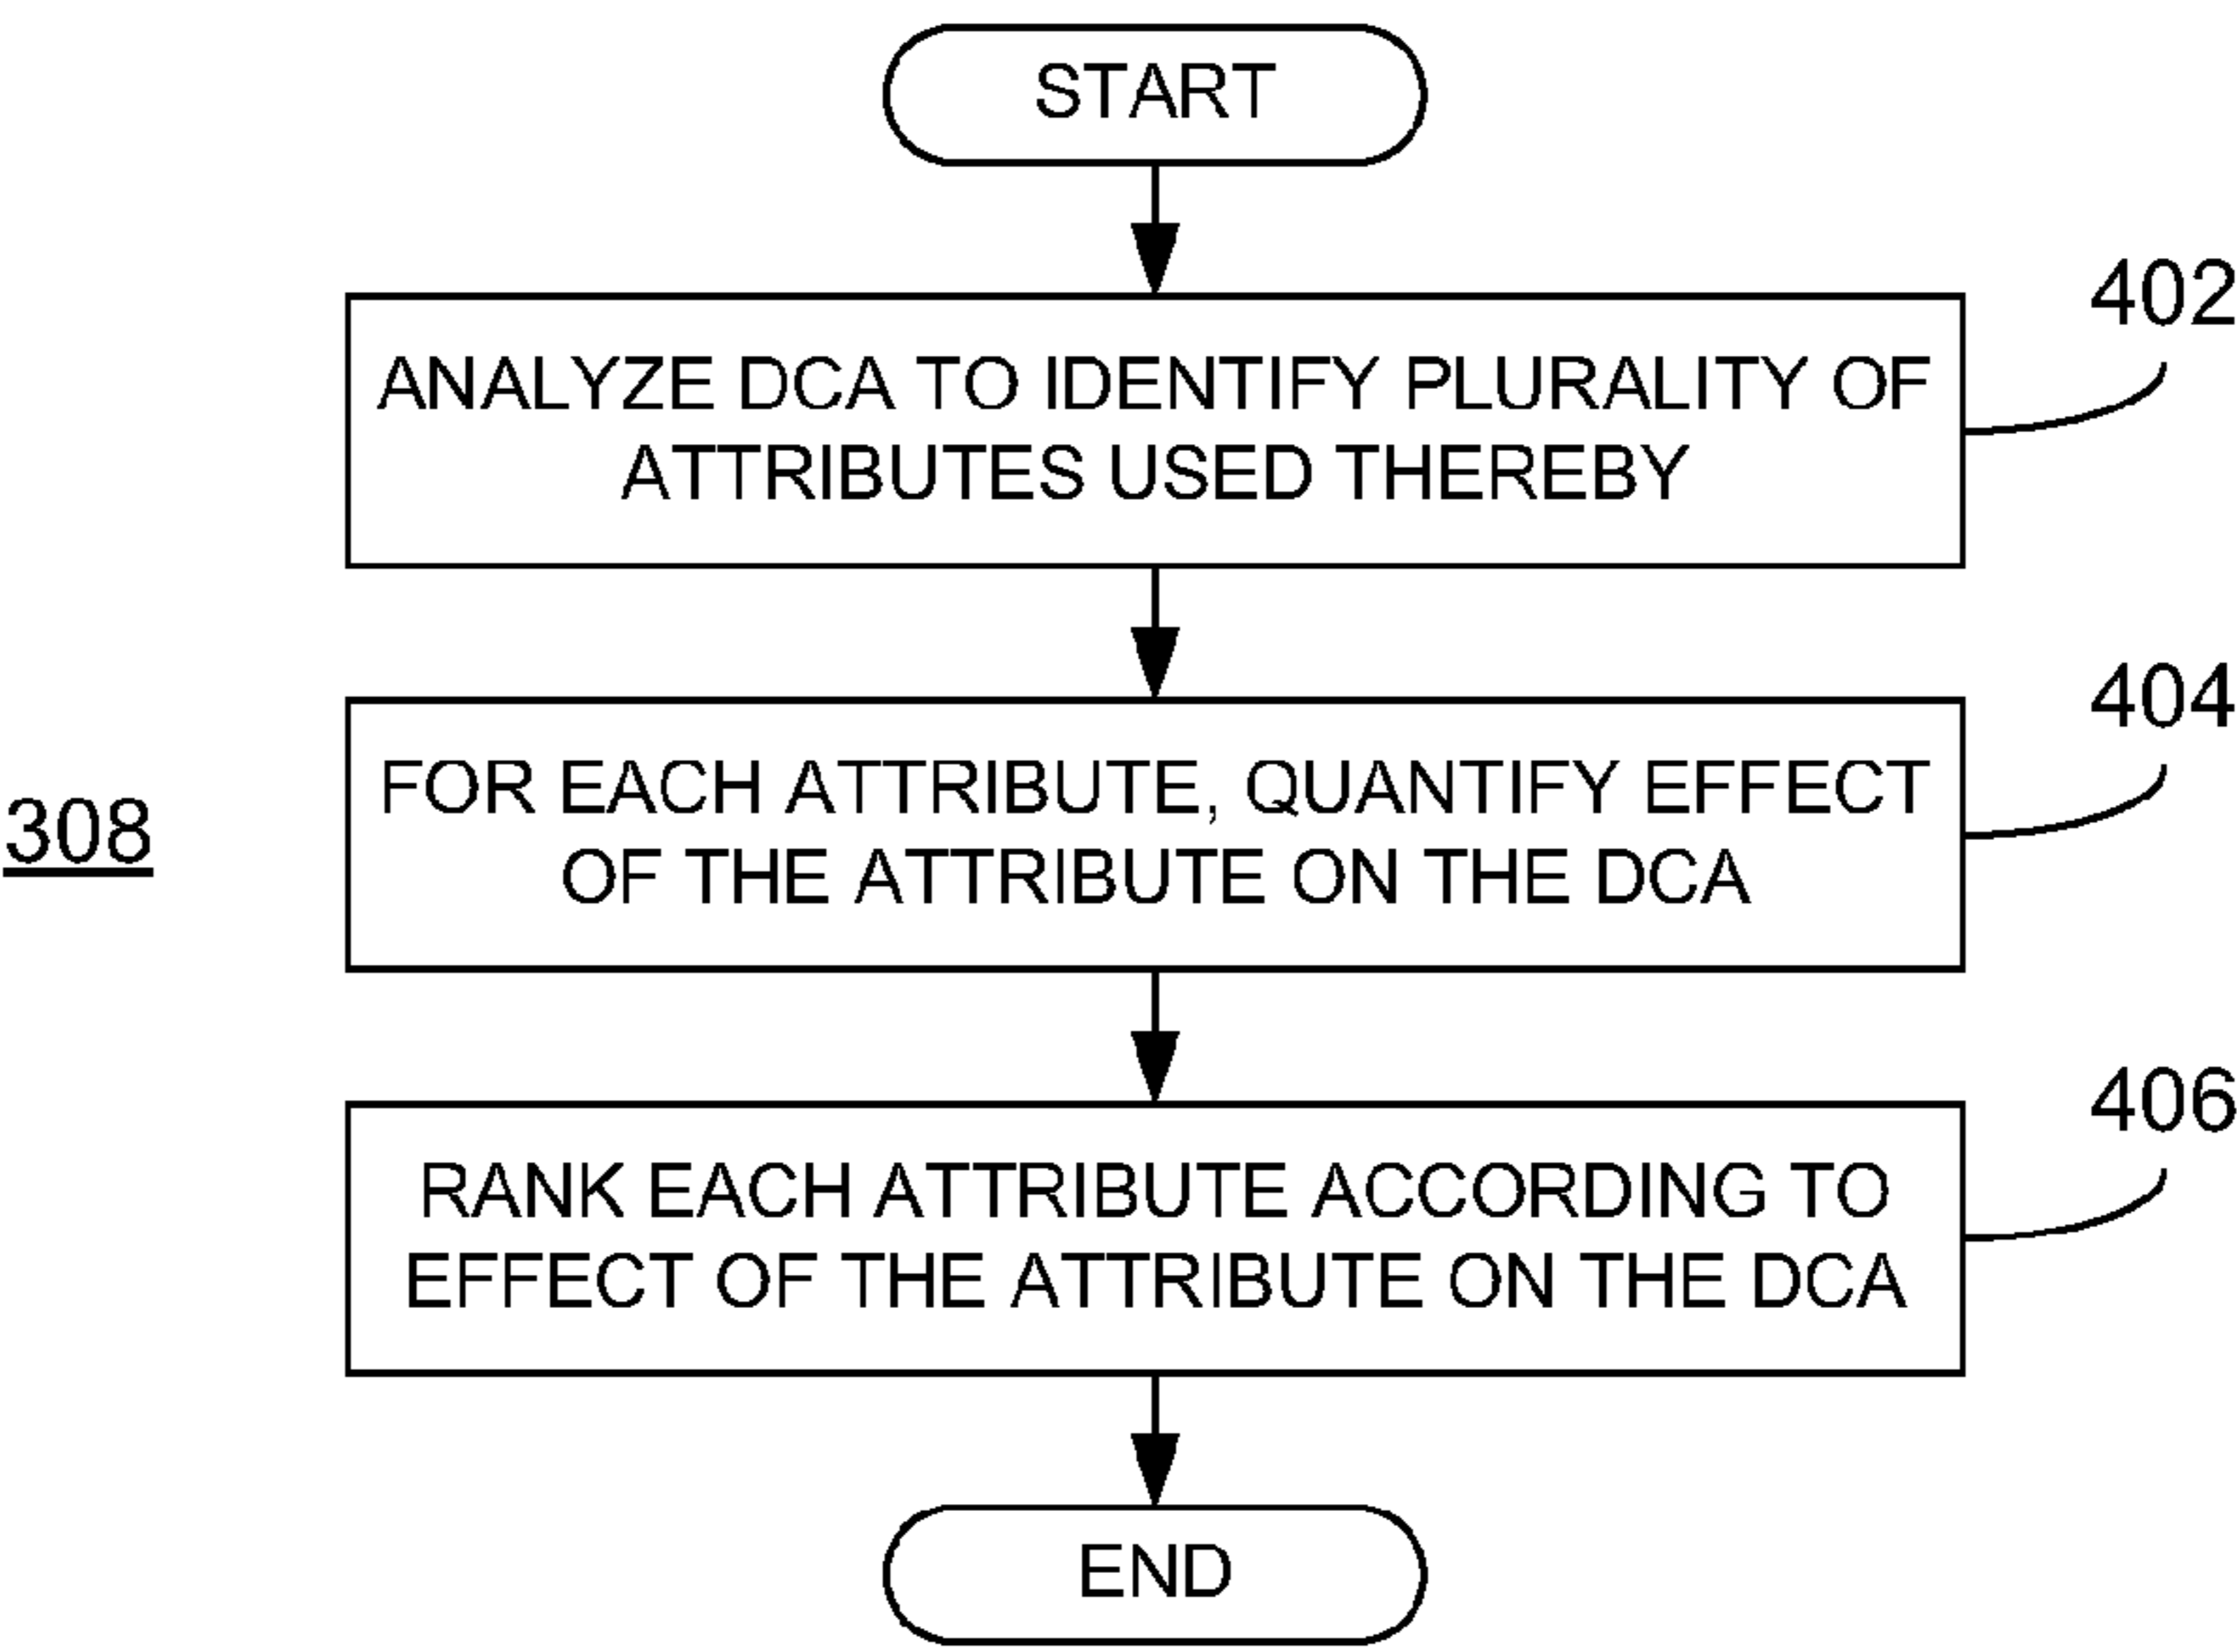 START
402
ANALYZE DCA TO IDENTIFY PLURALITY OF
ATTRIBUTES USED THEREBY
404
FOR EACH ATTRIBUTE, QUANTIFY EFFECT
OF THE ATTRIBUTE ON THE DCA
308
406
RANK EACH ATTRIBUTE ACCORDING TO
EFFECT OF THE ATTRIBUTE ON THE DCA
END